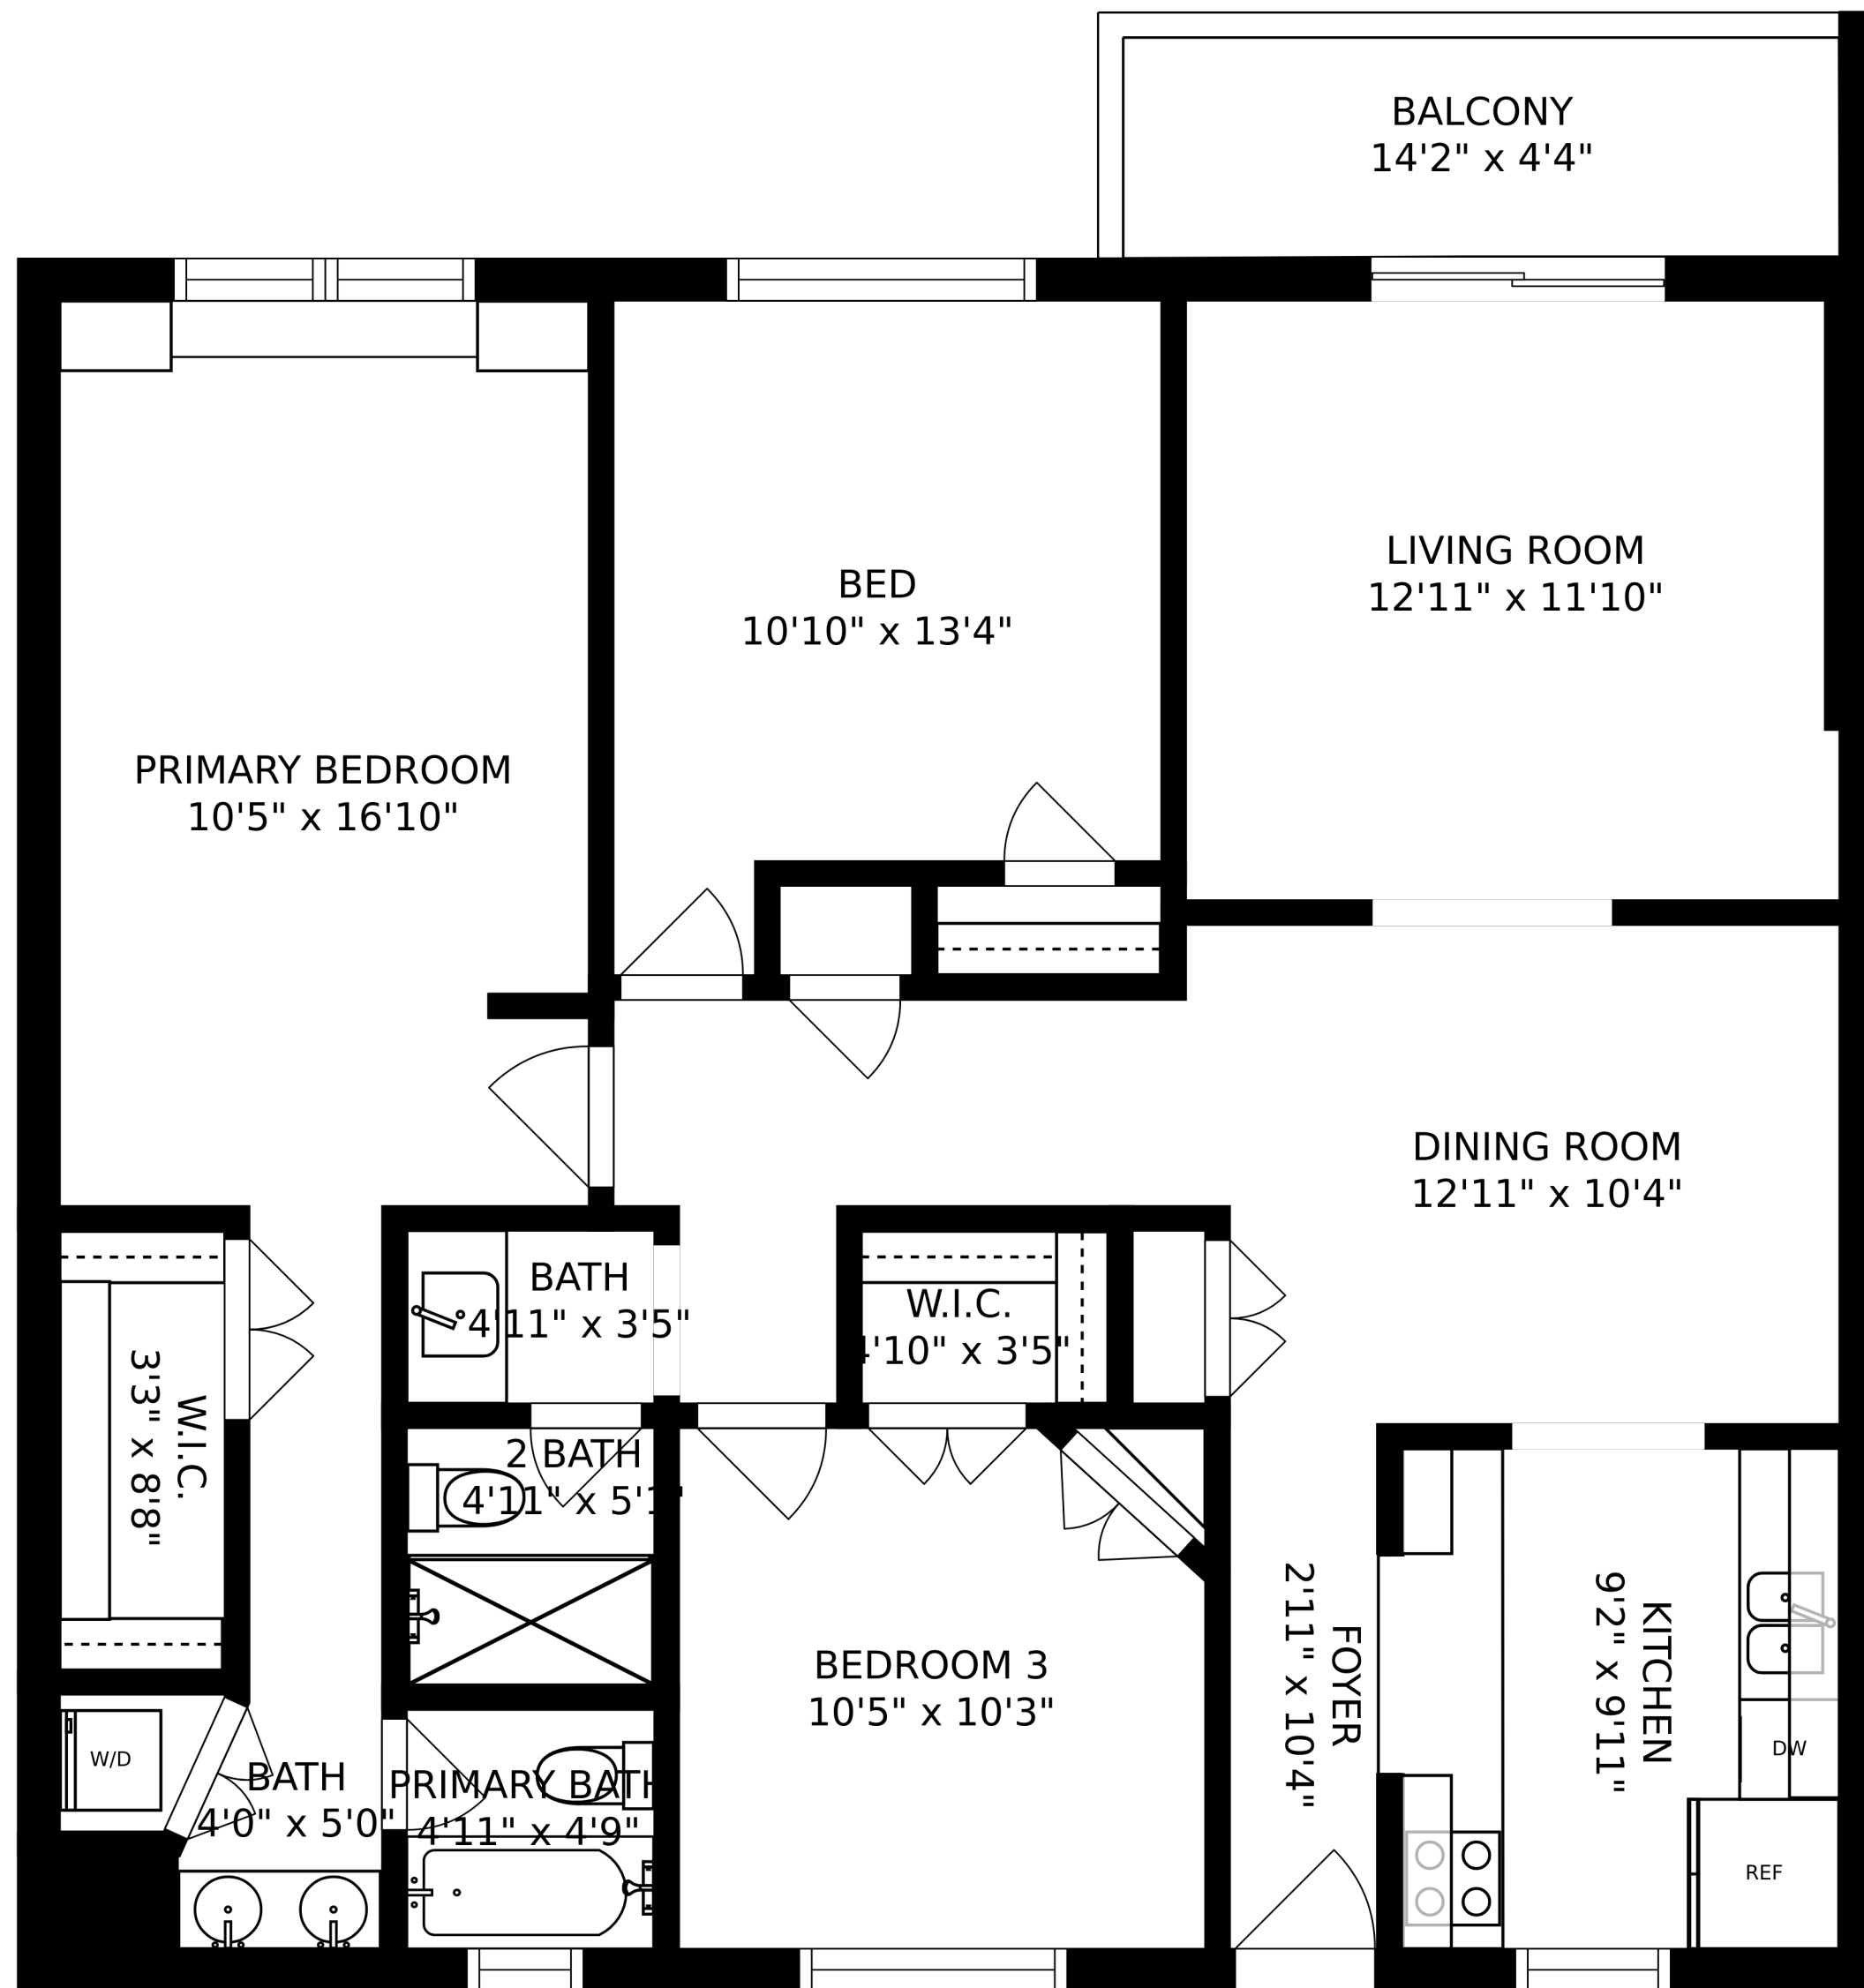 BALCONY
14'2" x 4'4"
LIVING ROOM
12'11" x 11'10"
BED
10'10" x 13'4"
PRIMARY BEDROOM
10'5" x 16'10"
DINING ROOM
12'11" x 10'4"
BATH
4'11" x 3'5"
W.I.C.
4'10" x 3'5"
W.I.C.
3'3" x 8'8"
2 BATH
4'11" x 5'1"
BEDROOM 3
10'5" x 10'3"
FOYER
2'11" x 10'4"
KITCHEN
9'2" x 9'11"
W/D
DW
BATH
4'0" x 5'0"
PRIMARY BATH
4'11" x 4'9"
REF